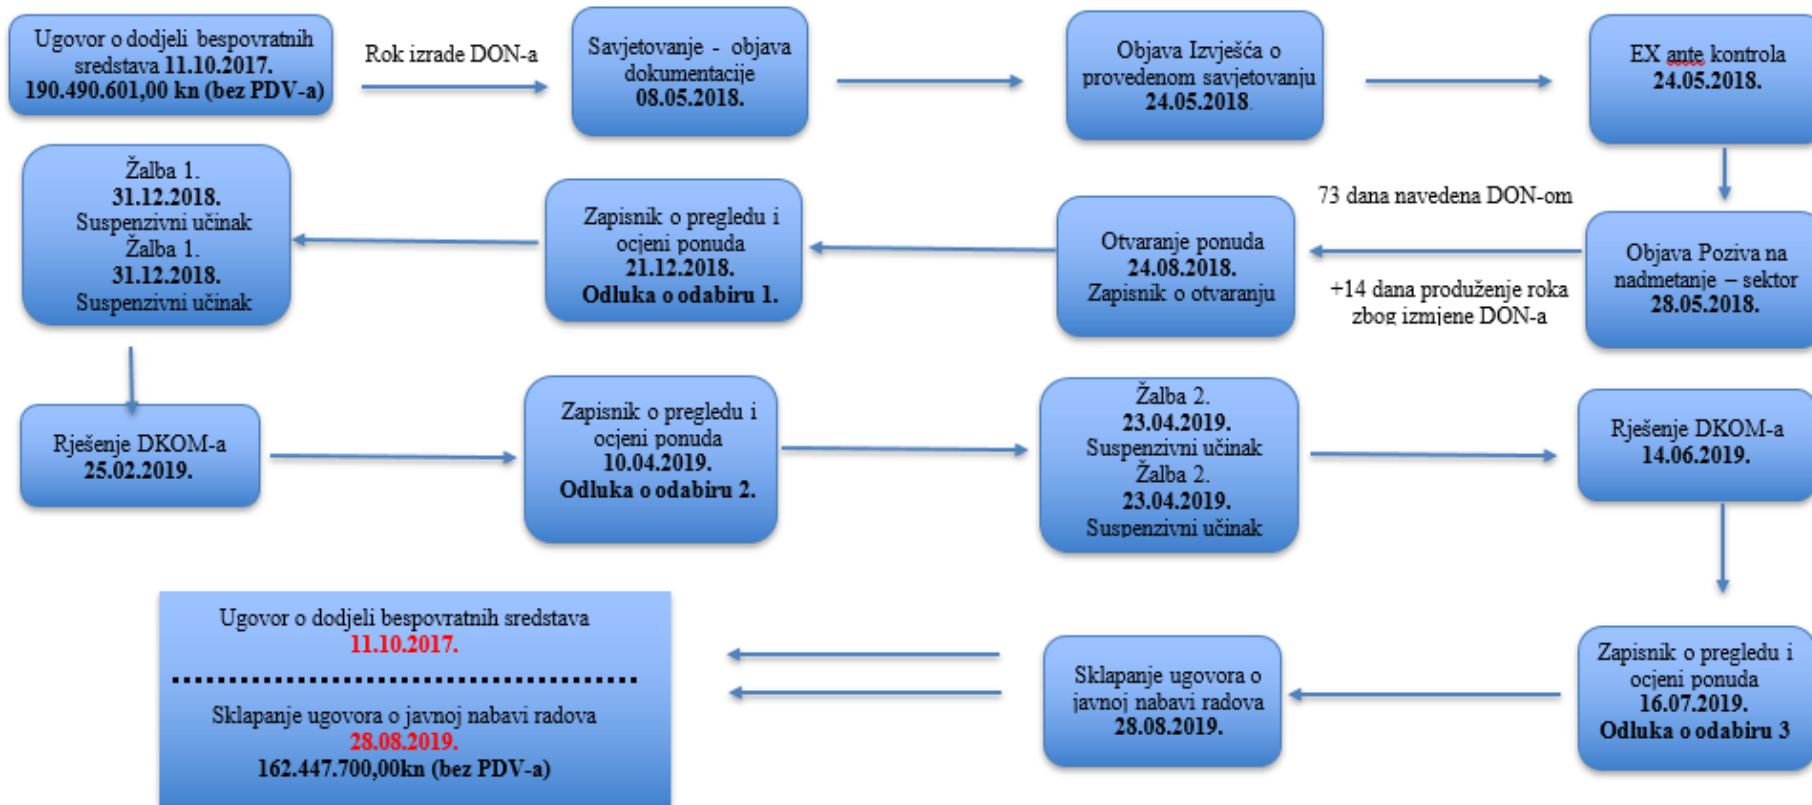 Ugovor o dodjeli bespovratnih
sredstava 11.10.2017.
190.490.601,00 kn (bez PDV-a)
Rok izrade DON-a
Savjetovanje - objava
dokumentacije
08.05.2018.
Objava Izvješća o
provedenom savjetovanju
24.05.2018.
EX ante kontrola
24.05.2018.
73 dana navedena DON-om
+14 dana produženje roka
zbog izmjene DON-a
Objava Poziva na
nadmetanje – sektor
28.05.2018.
Otvaranje ponuda
24.08.2018.
Zapisnik o otvaranju
Zapisnik o pregledu i
ocjeni ponuda
21.12.2018.
Odluka o odabiru 1.
Žalba 1.
31.12.2018.
Suspenzivni učinak
Žalba 1.
31.12.2018.
Suspenzivni učinak
Rješenje DKOM-a
25.02.2019.
Zapisnik o pregledu i
ocjeni ponuda
10.04.2019.
Odluka o odabiru 2.
Žalba 2.
23.04.2019.
Suspenzivni učinak
Žalba 2.
23.04.2019.
Suspenzivni učinak
Rješenje DKOM-a
14.06.2019.
Zapisnik o pregledu i
ocjeni ponuda
16.07.2019.
Odluka o odabiru 3
Sklapanje ugovora o
javnoj nabavi radova
28.08.2019.
Ugovor o dodjeli bespovratnih sredstava
11.10.2017.
Sklapanje ugovora o javnoj nabavi radova
28.08.2019.
162.447.700,00kn (bez PDV-a)